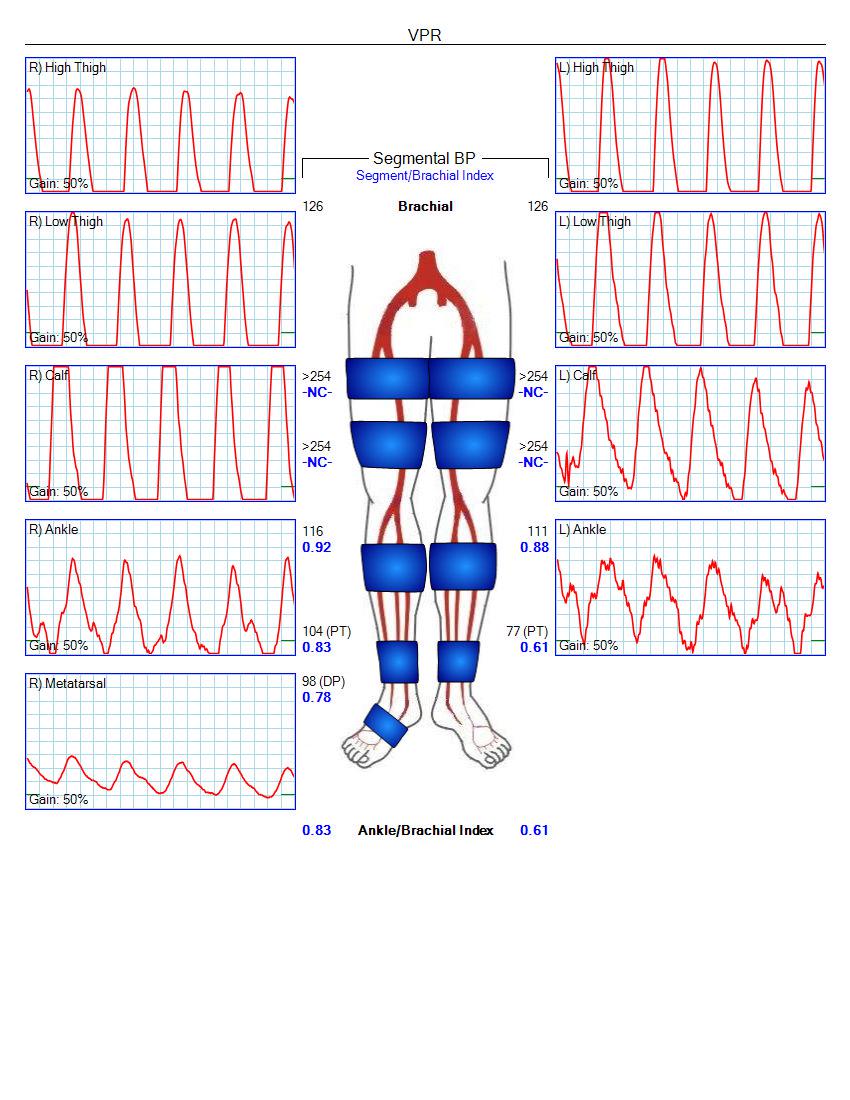 VPR
R) High Thigh
Gain: 50%
L) High Thigh
Gain: 50%
Segmental BP
Segment/Brachial Index
126 Brachial 126
R) Low Thigh
Gain: 50%
L) Low Thigh
Gain: 50%
R) Calf
Gain: 50%
>254
-NC-
>254
-NC-
>254
-NC-
>254
-NC-
L) Calf
Gain: 50%
R) Ankle
Gain: 50%
116
0.92
111
0.88
104 (PT)
0.83
77 (PT)
0.61
L) Ankle
Gain: 50%
R) Metatarsal
Gain: 50%
98 (DP)
0.78
0.83 Ankle/Brachial Index 0.61